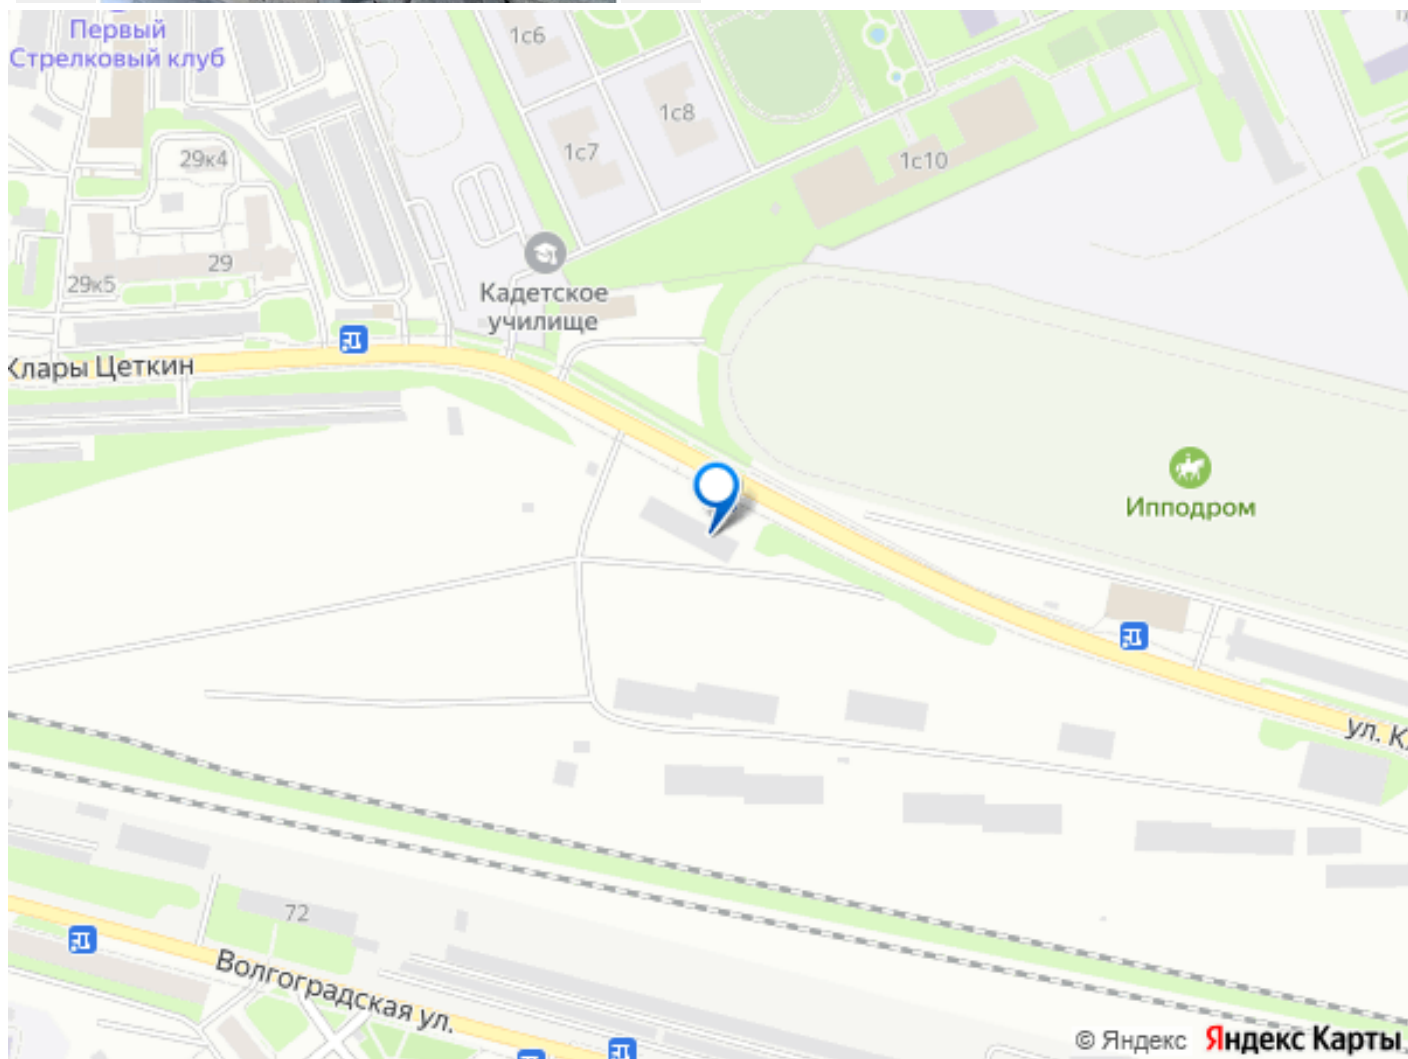 Первый
Стрелковый клуб
1с6
1с8
1с7
1с10
29к4
29
29к5
Кадетское
училище
Клары Цеткин
Ипподром
ул. К
72
Волгоградская ул.
© Яндекс Яндекс Карты